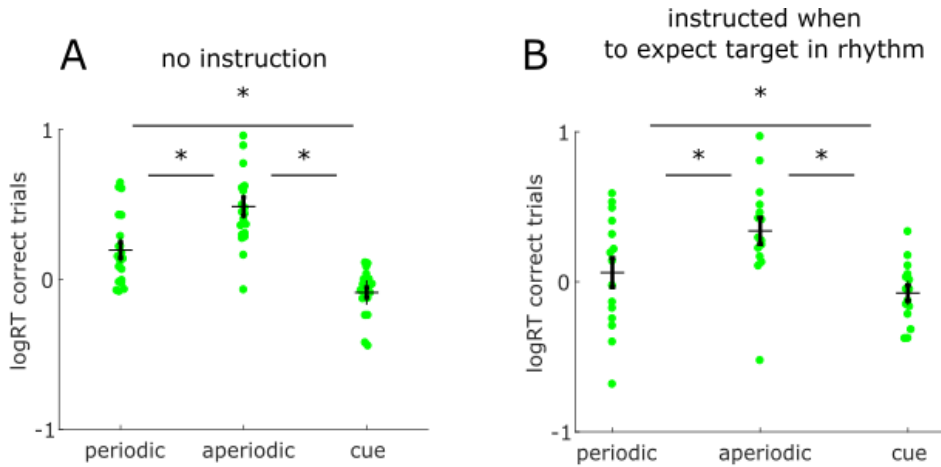 A
no instruction
*
*
*
1
0
-1
logRT correct trials
periodic
aperiodic
cue
B
instructed when
to expect target in rhythm
*
*
*
1
0
-1
logRT correct trials
periodic
aperiodic
cue